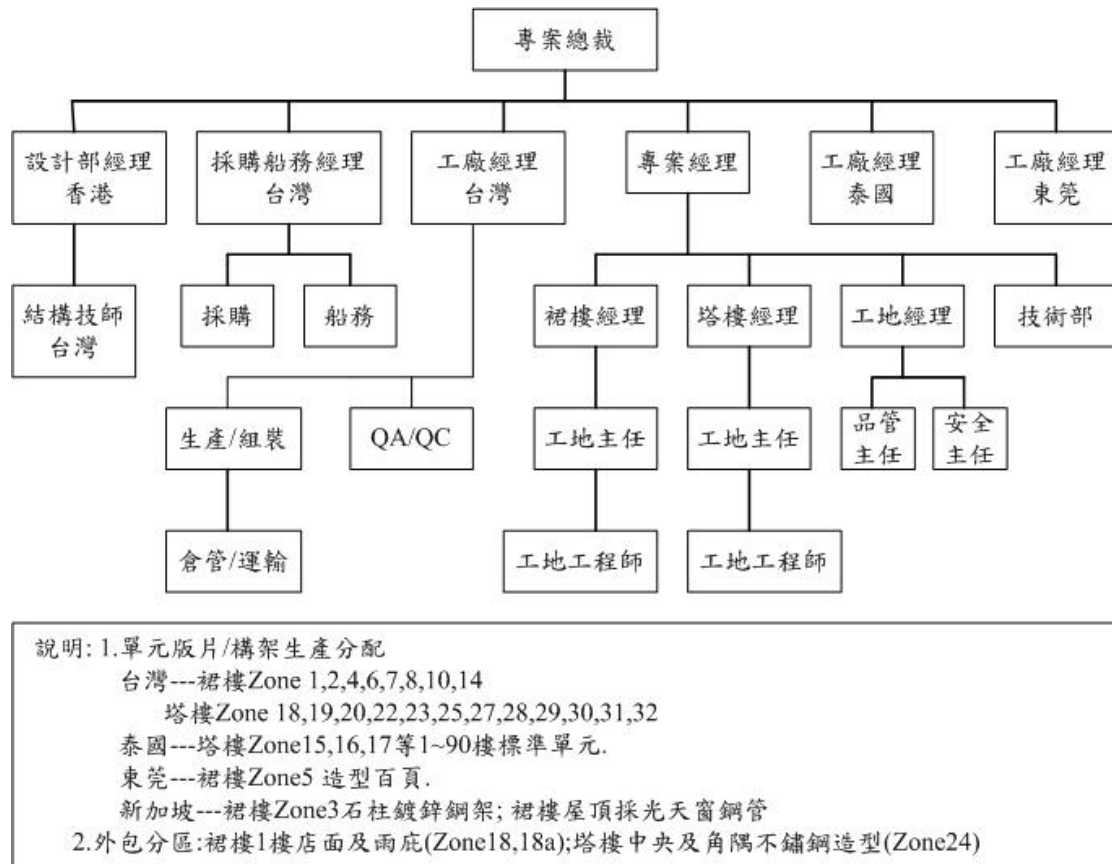 專案總裁
設計部經理
香港
採購船務經理
台灣
工廠經理
台灣
專案經理
工廠經理
泰國
工廠經理
東筦
結構技師
台灣
採購
船務
裙樓經理
塔樓經理
工地經理
技術部
生產/組裝
QA/QC
工地主任
工地主任
品管
主任
安全
主任
倉管/運輸
工地工程師
工地工程師
說明: 1.單元版片/構架生產分配
台灣---裙樓Zone 1,2,4,6,7,8,10,14
塔樓Zone 18,19,20,22,23,25,27,28,29,30,31,32
泰國---塔樓Zone15,16,17等1~90樓標準單元.
東莞---裙樓Zone5 造型百頁.
新加坡---裙樓Zone3石柱鍍鋅鋼架; 裙樓屋頂採光天窗鋼管
2.外包分區:裙樓1樓店面及雨庇(Zone18,18a);塔樓中央及角隅不鏽鋼造型(Zone24)